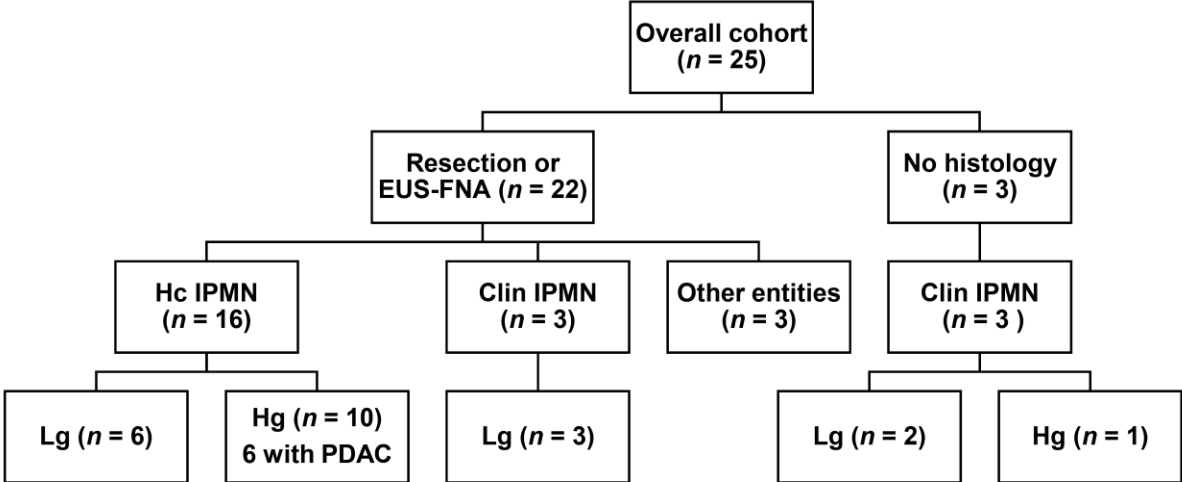 Overall cohort
(n = 25)
Resection or
EUS-FNA (n = 22)
No histology
(n = 3)
Hc IPMN
(n = 16)
Clin IPMN
(n = 3)
Other entities
(n = 3)
Clin IPMN
(n = 3 )
Lg (n = 6)
Hg (n = 10)
6 with PDAC
Lg (n = 3)
Lg (n = 2)
Hg (n = 1)